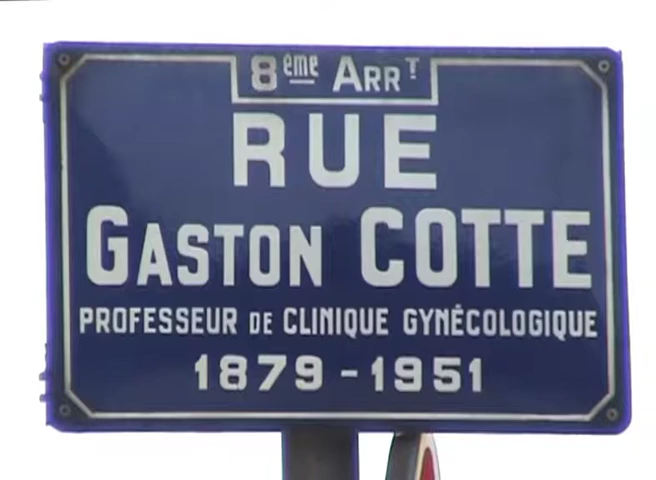 8ème ARRT
RUE
GASTON COTTE
PROFESSEUR DE CLINIQUE GYNÉCOLOGIQUE
1879-1951